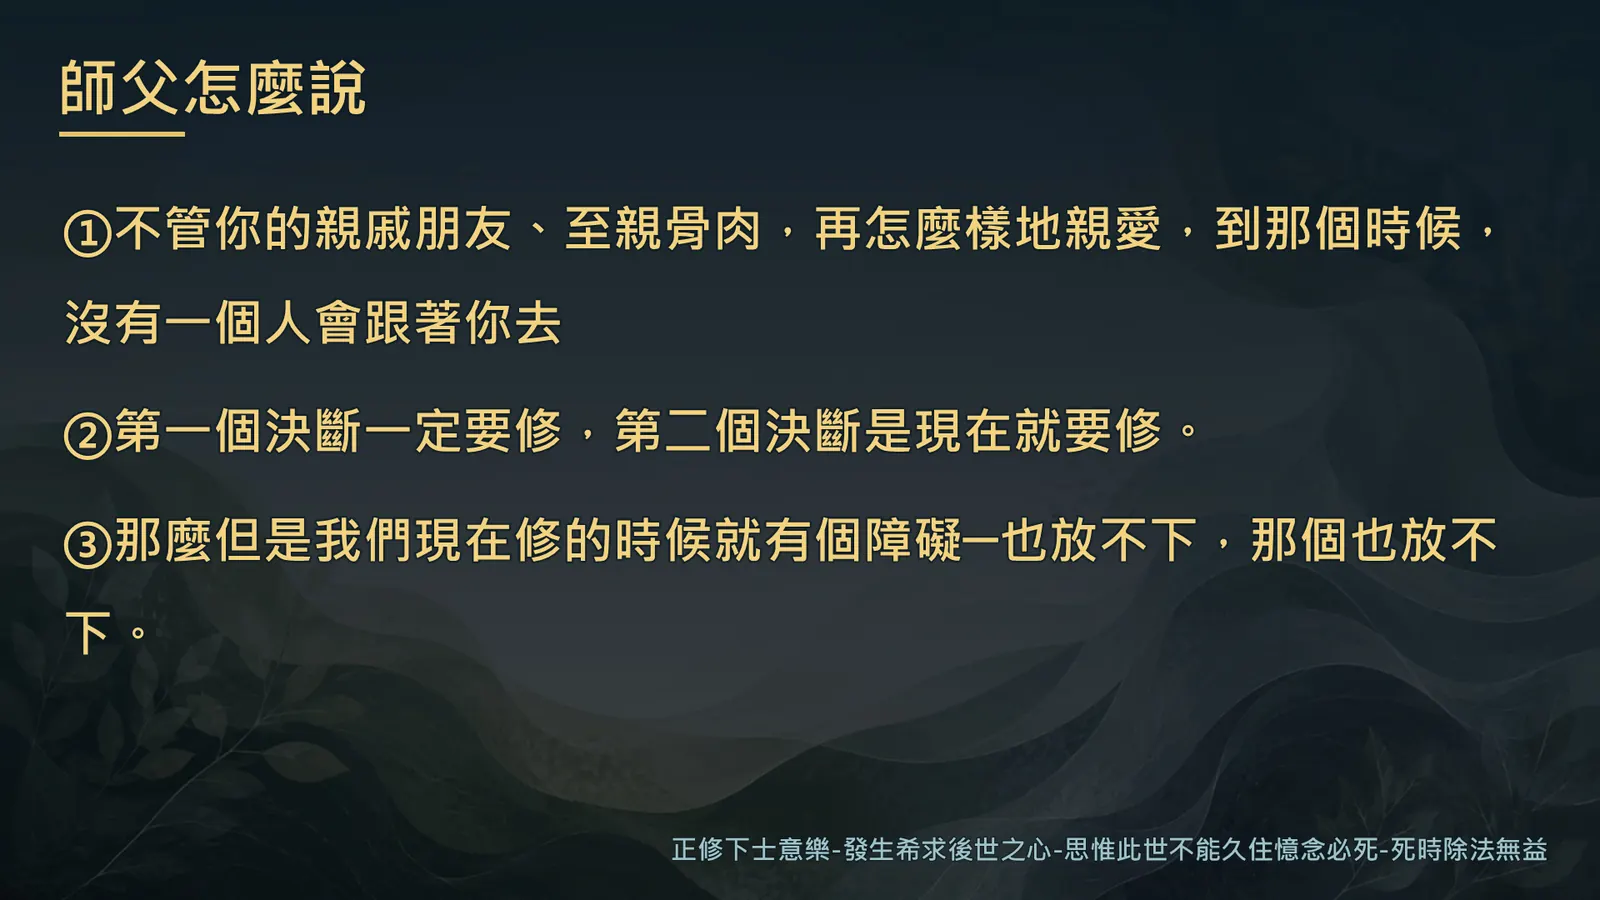 師父怎麼說
①不管你的親戚朋友、至親骨肉，再怎麼樣地親愛，到那個時候，
沒有一個人會跟著你去
②第一個決斷一定要修，第二個決斷是現在就要修。
③那麼但是我們現在修的時候就有個障礙—也放不下，那個也放不
下。
正修下士意樂-發生希求後世之心-思惟此世不能久住憶念必死-死時除法無益